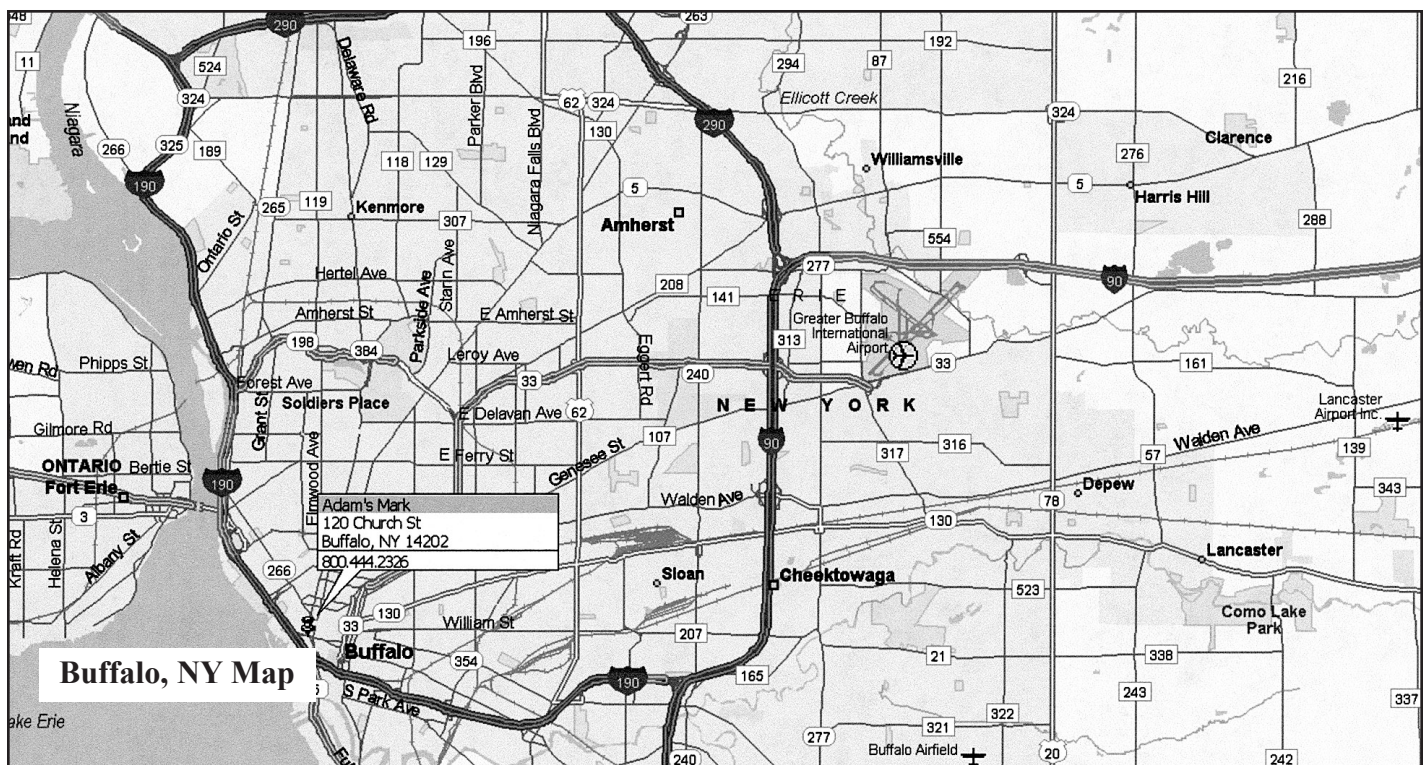 290
263
648
11
524
196
192
294
87
216
Delaware Rd
Parker Blvd
324
62
324
Ellicott Creek
Niagara
Niagara Falls Blvd
130
290
324
Clarence
266
325
189
118
129
Williamsville
276
190
5
5
Harris Hill
265
119
Kenmore
307
Amherst
288
Ontario St
554
Hertel Ave
Starin Ave
277
90
208
141
E R I E
Parkside Ave
Amherst St
E Amherst St
Greater Buffalo
International
Airport
313
198
384
Leroy Ave
Eggert Rd
Phipps St
33
240
33
161
Forest Ave
Soldiers Place
Grant St
62
E Delavan Ave
NEW YORK
Lancaster
Airport Inc.
Gilmore Rd
107
90
317
316
Walden Ave
57
139
ONTARIO
Bertie St
E Ferry St
Genesee St
Fort Erie
190
Elmwood Ave
Walden Ave
78
Depew
343
3
Adam's Mark
120 Church St
Buffalo, NY 14202
800.444.2326
130
Kraft Rd
Helena St
Albany St
266
Sloan
Cheektowaga
Lancaster
523
130
Como Lake
Park
33
William St
207
Buffalo
354
21
338
Buffalo, NY Map
190
165
243
S Park Ave
337
322
321
277
Buffalo Airfield
240
20
242